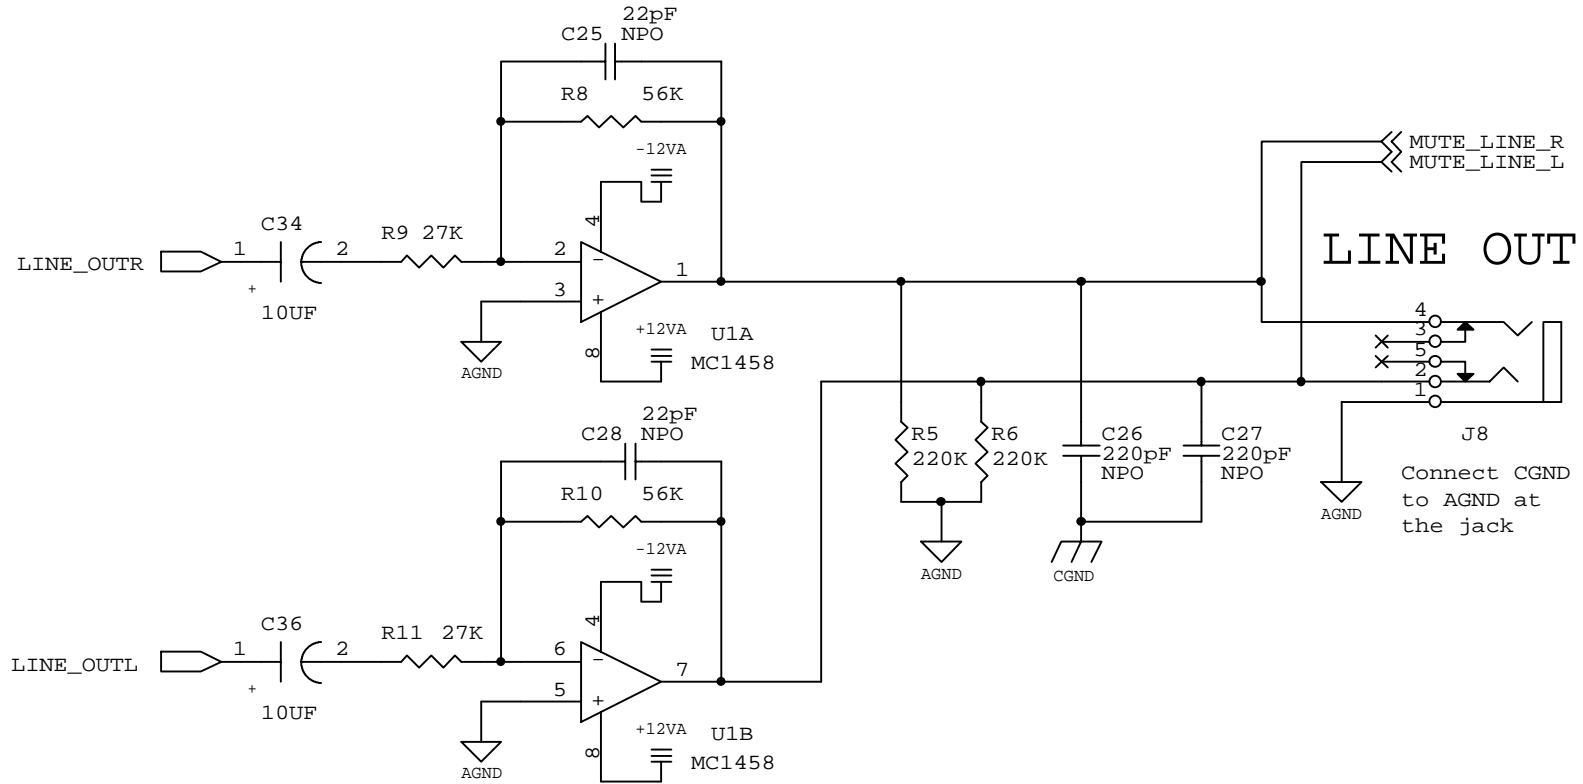 22pF
C25 NPO
R8 56K
-12VA
MUTE_LINE_R
MUTE_LINE_L
C34
4
LINE_OUTR 1 2 R9 27K 2 −
LINE OUT
+ 10UF
3 + 1
AGND
+12VA
8
U1A
MC1458
4
3
5
2
1
J8
Connect CGND
to AGND at
the jack
AGND
22pF
C28 NPO
R10 56K
R5
220K
R6
220K
C26
220pF
NPO
C27
220pF
NPO
AGND
CGND
-12VA
C36
4
LINE_OUTL 1 2 R11 27K 6 −
+ 10UF
5 + 7
AGND
+12VA
8
U1B
MC1458